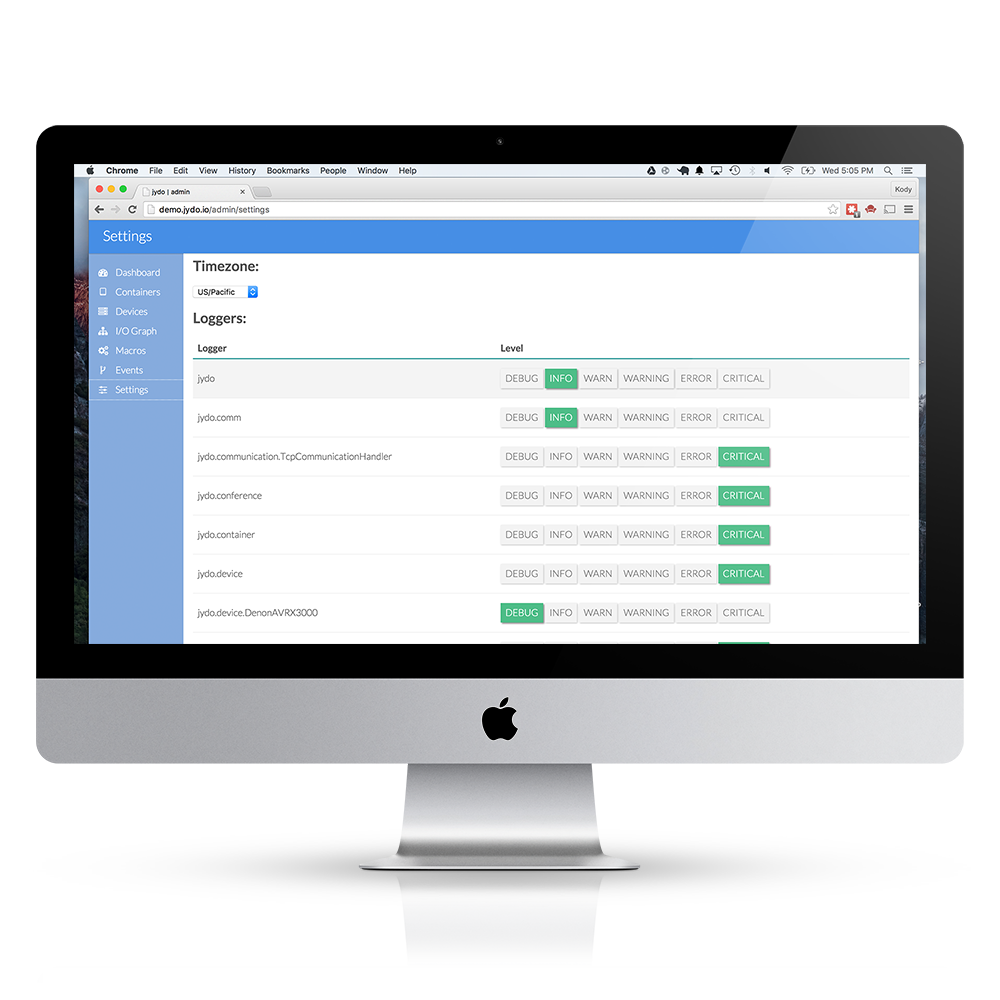 Chrome File Edit View History Bookmarks People Window Help Wed 5:05 PM
jydo | admin Kody
demo.jydo.io/admin/settings
Settings
Dashboard
Containers
Devices
I/O Graph
Macros
Events
Settings
Timezone:
US/Pacific
Loggers:
Logger Level
jydo DEBUG INFO WARN WARNING ERROR CRITICAL
jydo.comm DEBUG INFO WARN WARNING ERROR CRITICAL
jydo.communication.TcpCommunicationHandler DEBUG INFO WARN WARNING ERROR CRITICAL
jydo.conference DEBUG INFO WARN WARNING ERROR CRITICAL
jydo.container DEBUG INFO WARN WARNING ERROR CRITICAL
jydo.device DEBUG INFO WARN WARNING ERROR CRITICAL
jydo.device.DenonAVRX3000 DEBUG INFO WARN WARNING ERROR CRITICAL